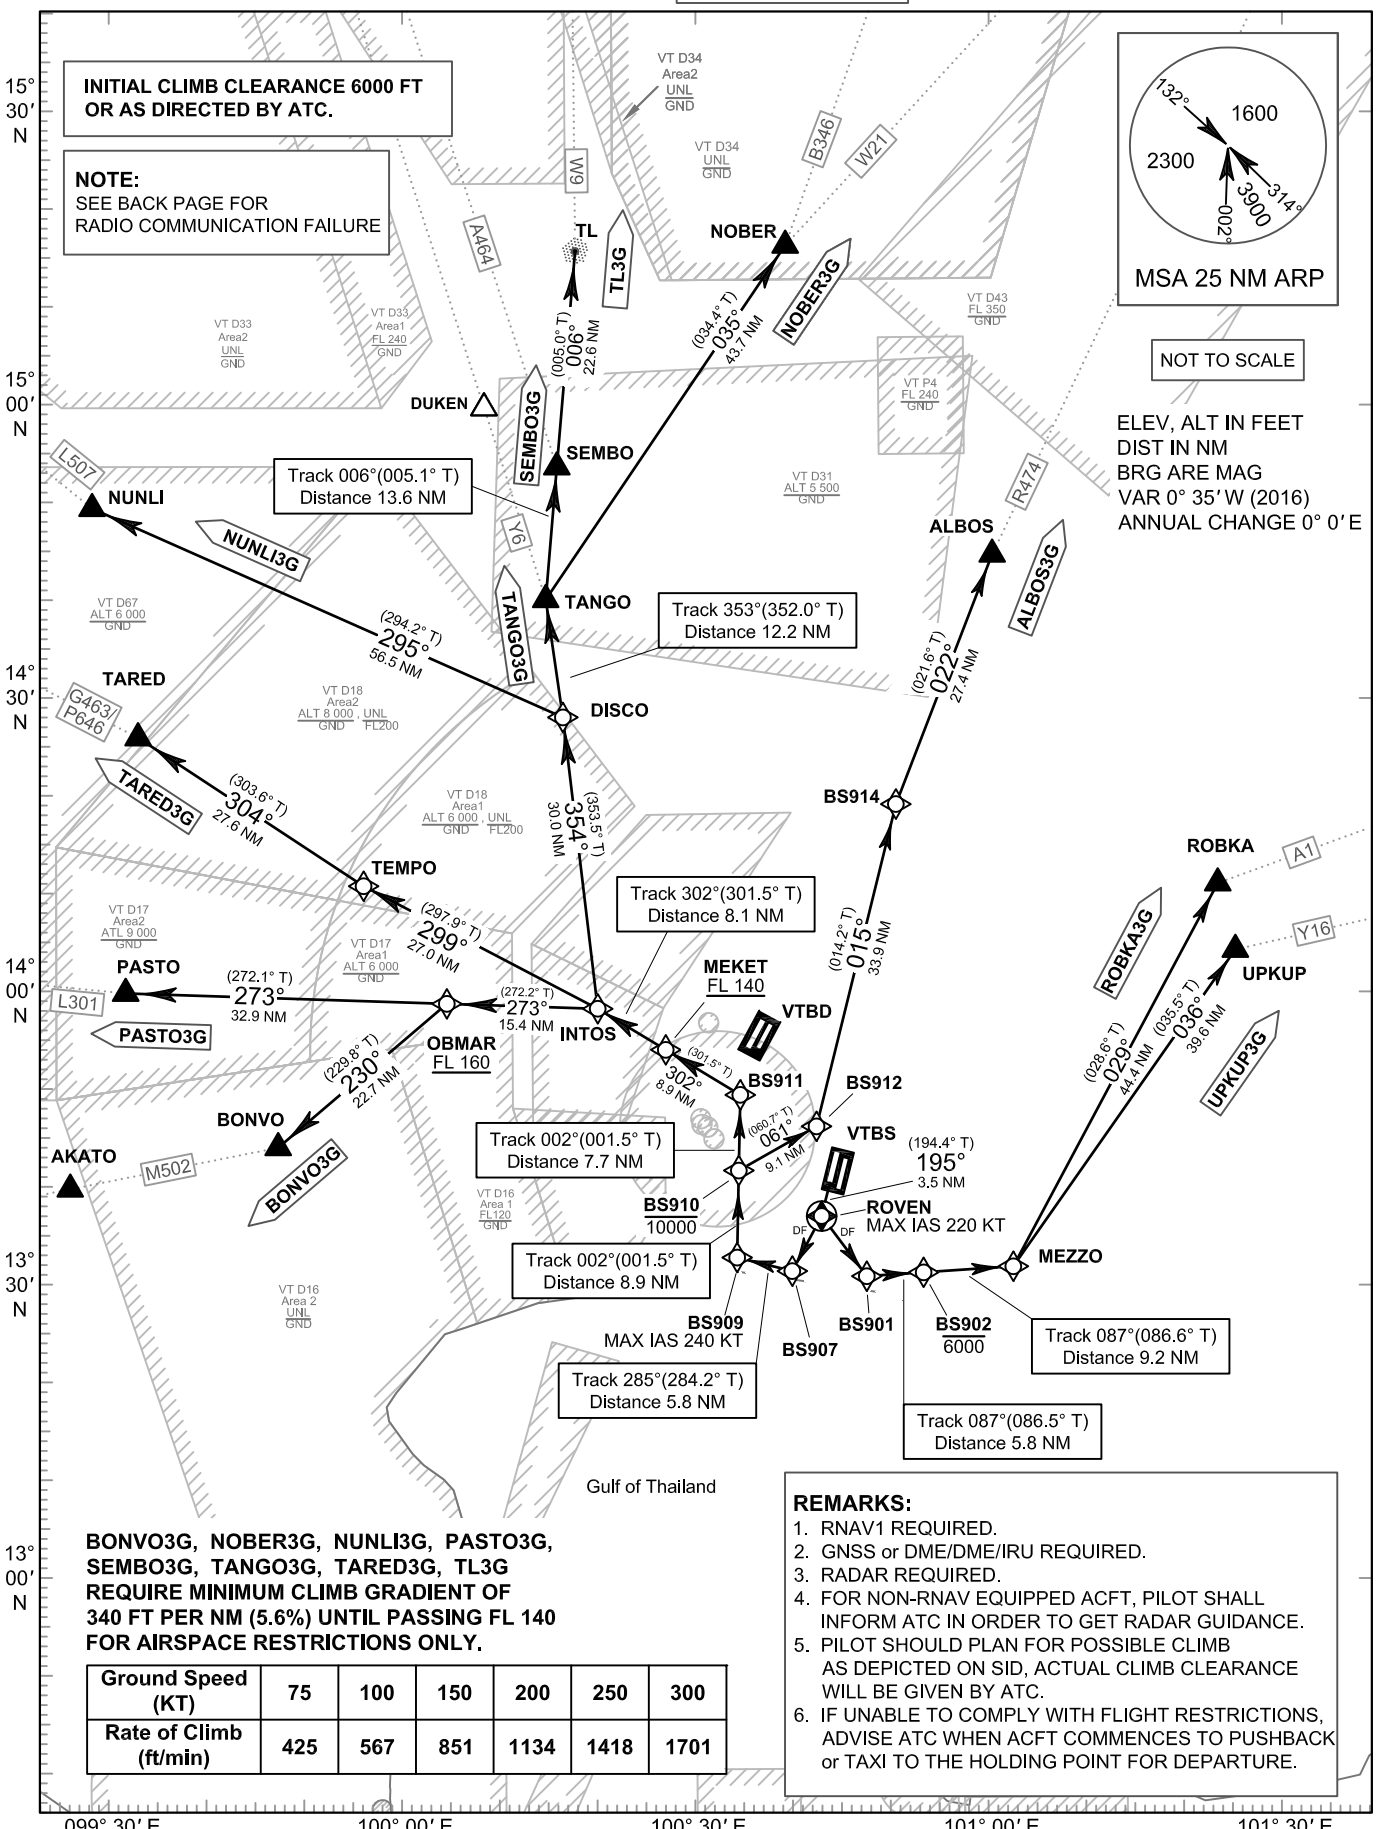 INITIAL CLIMB CLEARANCE 6000 FT
OR AS DIRECTED BY ATC.
NOTE:
SEE BACK PAGE FOR
RADIO COMMUNICATION FAILURE
15°
30'
N
15°
00'
N
14°
30'
N
14°
00'
N
13°
30'
N
13°
00'
N
VT D34
Area2
UNL
GND
VT D34
UNL
GND
B346
W21
W9
A464
132°
1600
2300
3900
314°
002°
MSA 25 NM ARP
NOT TO SCALE
ELEV, ALT IN FEET
DIST IN NM
BRG ARE MAG
VAR 0° 35' W (2016)
ANNUAL CHANGE 0° 0' E
TL
TL3G
NOBER
NOBER3G
(034.4° T)
035°
43.7 NM
(005.0° T)
006°
22.6 NM
VT D33
Area2
UNL
GND
VT D33
Area1
FL 240
GND
VT D43
FL 350
GND
VT P4
FL 240
GND
DUKEN
SEMBO3G
SEMBO
Track 006°(005.1° T)
Distance 13.6 NM
L507
NUNLI
NUNLI3G
Y6
VT D31
ALT 5 500
GND
R474
ALBOS
ALBOS3G
TANGO
TANGO3G
Track 353°(352.0° T)
Distance 12.2 NM
VT D67
ALT 6 000
GND
(294.2° T)
295°
56.5 NM
(021.6° T)
022°
27.4 NM
TARED
G463/
P646
TARED3G
VT D18
Area2
ALT 8 000 , UNL
GND FL200
DISCO
(303.6° T)
304°
27.6 NM
VT D18
Area1
ALT 6 000 , UNL
GND FL200
(353.5° T)
354°
30.0 NM
BS914
TEMPO
ROBKA
A1
Track 302°(301.5° T)
Distance 8.1 NM
VT D17
Area2
ATL 9 000
GND
(297.9° T)
299°
27.0 NM
VT D17
Area1
ALT 6 000
GND
(014.2° T)
015°
33.9 NM
ROBKA3G
Y16
UPKUP
PASTO
L301
PASTO3G
(272.1° T)
273°
32.9 NM
(272.2° T)
273°
15.4 NM
OBMAR
FL 160
INTOS
MEKET
FL 140
VTBD
(301.5° T)
302°
8.9 NM
BS911
BS912
(028.6° T)
029°
44.4 NM
(035.5° T)
036°
39.6 NM
UPKUP3G
(229.8° T)
230°
22.7 NM
BONVO
BONVO3G
AKATO
M502
Track 002°(001.5° T)
Distance 7.7 NM
(060.7° T)
061°
9.1 NM
VTBS
(194.4° T)
195°
3.5 NM
BS910
10000
VT D16
Area 1
FL120
GND
ROVEN
MAX IAS 220 KT
DF
DF
Track 002°(001.5° T)
Distance 8.9 NM
MEZZO
VT D16
Area 2
UNL
GND
BS909
MAX IAS 240 KT
BS907
BS901
BS902
6000
Track 087°(086.6° T)
Distance 9.2 NM
Track 285°(284.2° T)
Distance 5.8 NM
Track 087°(086.5° T)
Distance 5.8 NM
Gulf of Thailand
BONVO3G, NOBER3G, NUNLI3G, PASTO3G,
SEMBO3G, TANGO3G, TARED3G, TL3G
REQUIRE MINIMUM CLIMB GRADIENT OF
340 FT PER NM (5.6%) UNTIL PASSING FL 140
FOR AIRSPACE RESTRICTIONS ONLY.
Ground Speed (KT) 75 100 150 200 250 300
Rate of Climb (ft/min) 425 567 851 1134 1418 1701
REMARKS:
1. RNAV1 REQUIRED.
2. GNSS or DME/DME/IRU REQUIRED.
3. RADAR REQUIRED.
4. FOR NON-RNAV EQUIPPED ACFT, PILOT SHALL
INFORM ATC IN ORDER TO GET RADAR GUIDANCE.
5. PILOT SHOULD PLAN FOR POSSIBLE CLIMB
AS DEPICTED ON SID, ACTUAL CLIMB CLEARANCE
WILL BE GIVEN BY ATC.
6. IF UNABLE TO COMPLY WITH FLIGHT RESTRICTIONS,
ADVISE ATC WHEN ACFT COMMENCES TO PUSHBACK
or TAXI TO THE HOLDING POINT FOR DEPARTURE.
099° 30' E 100° 00' E 100° 30' E 101° 00' E 101° 30' E